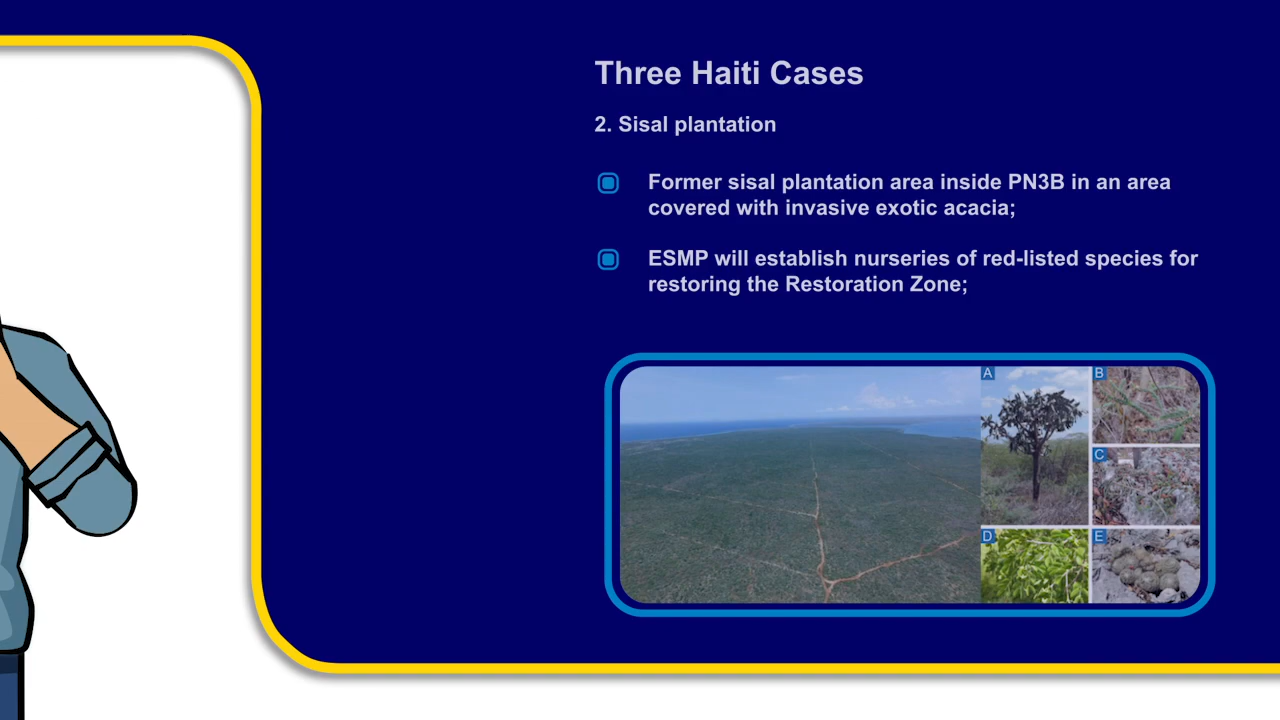 Three Haiti Cases
2. Sisal plantation
Former sisal plantation area inside PN3B in an area
covered with invasive exotic acacia;
ESMP will establish nurseries of red-listed species for
restoring the Restoration Zone;
A
B
C
D
E